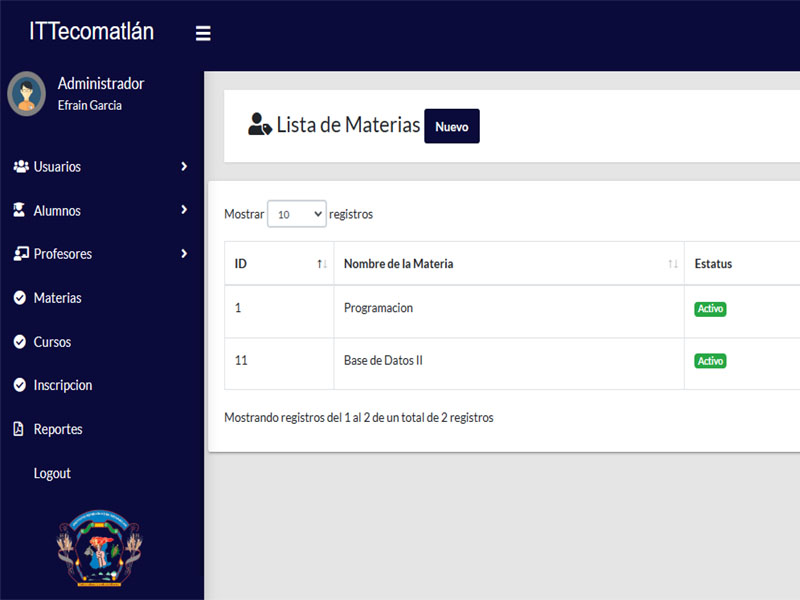 ITTecomatlán
Administrador
Efrain Garcia
Usuarios
Alumnos
Profesores
Materias
Cursos
Inscripcion
Reportes
Logout
Lista de Materias Nuevo
Mostrar 10 registros
ID Nombre de la Materia Estatus
1 Programacion Activo
11 Base de Datos II Activo
Mostrando registros del 1 al 2 de un total de 2 registros